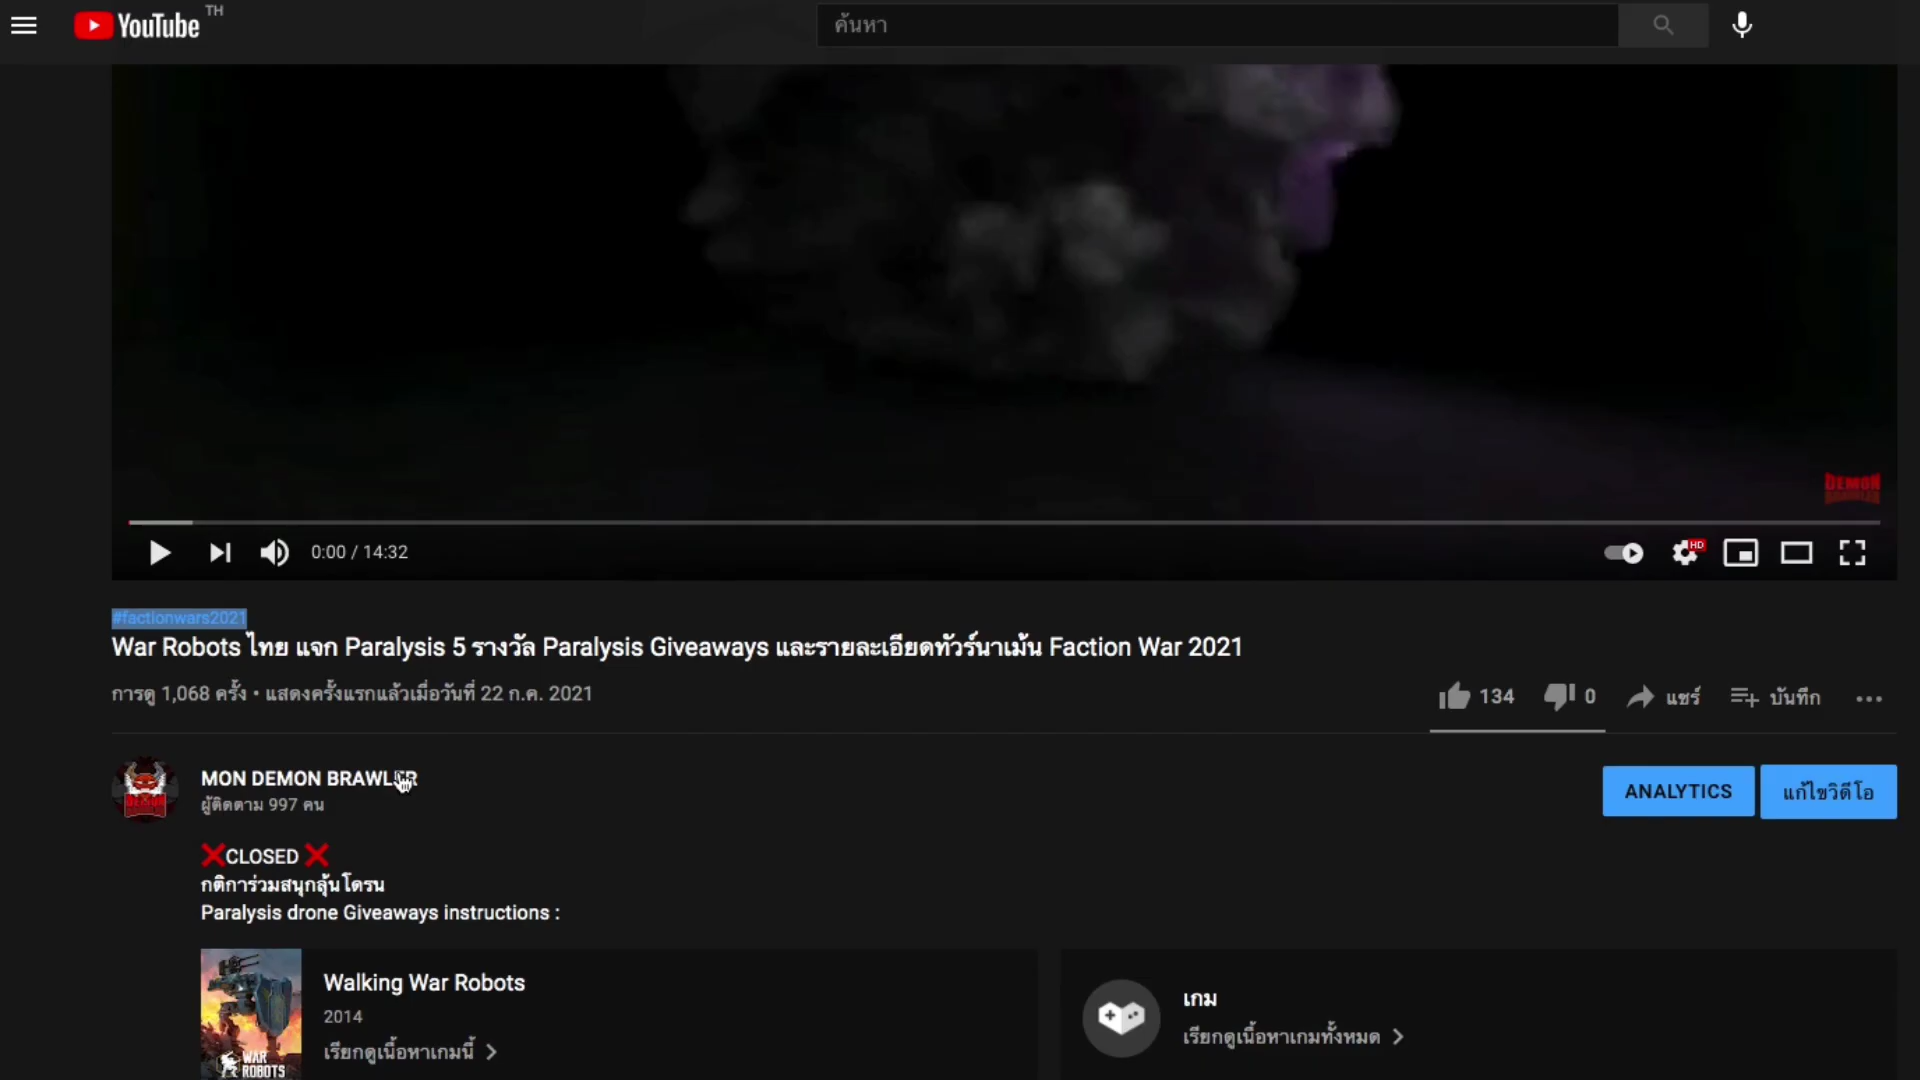 YouTube TH
ค้นหา
DEMON
BRAWLER
0:00 / 14:32
HD
#factionwars2021
War Robots ไทย แจก Paralysis 5 รางวัล Paralysis Giveaways และรายละเอียดทัวร์นาเม้น Faction War 2021
การดู 1,068 ครั้ง • แสดงครั้งแรกแล้วเมื่อวันที่ 22 ก.ค. 2021
134
0
แชร์
บันทึก
MON DEMON BRAWLER
ผู้ติดตาม 997 คน
ANALYTICS
แก้ไขวิดีโอ
❌CLOSED ❌
กติการ่วมสนุกลุ้นโดรน
Paralysis drone Giveaways instructions :
WAR
ROBOTS
Walking War Robots
2014
เรียกดูเนื้อหาเกมนี้
เกม
เรียกดูเนื้อหาเกมทั้งหมด